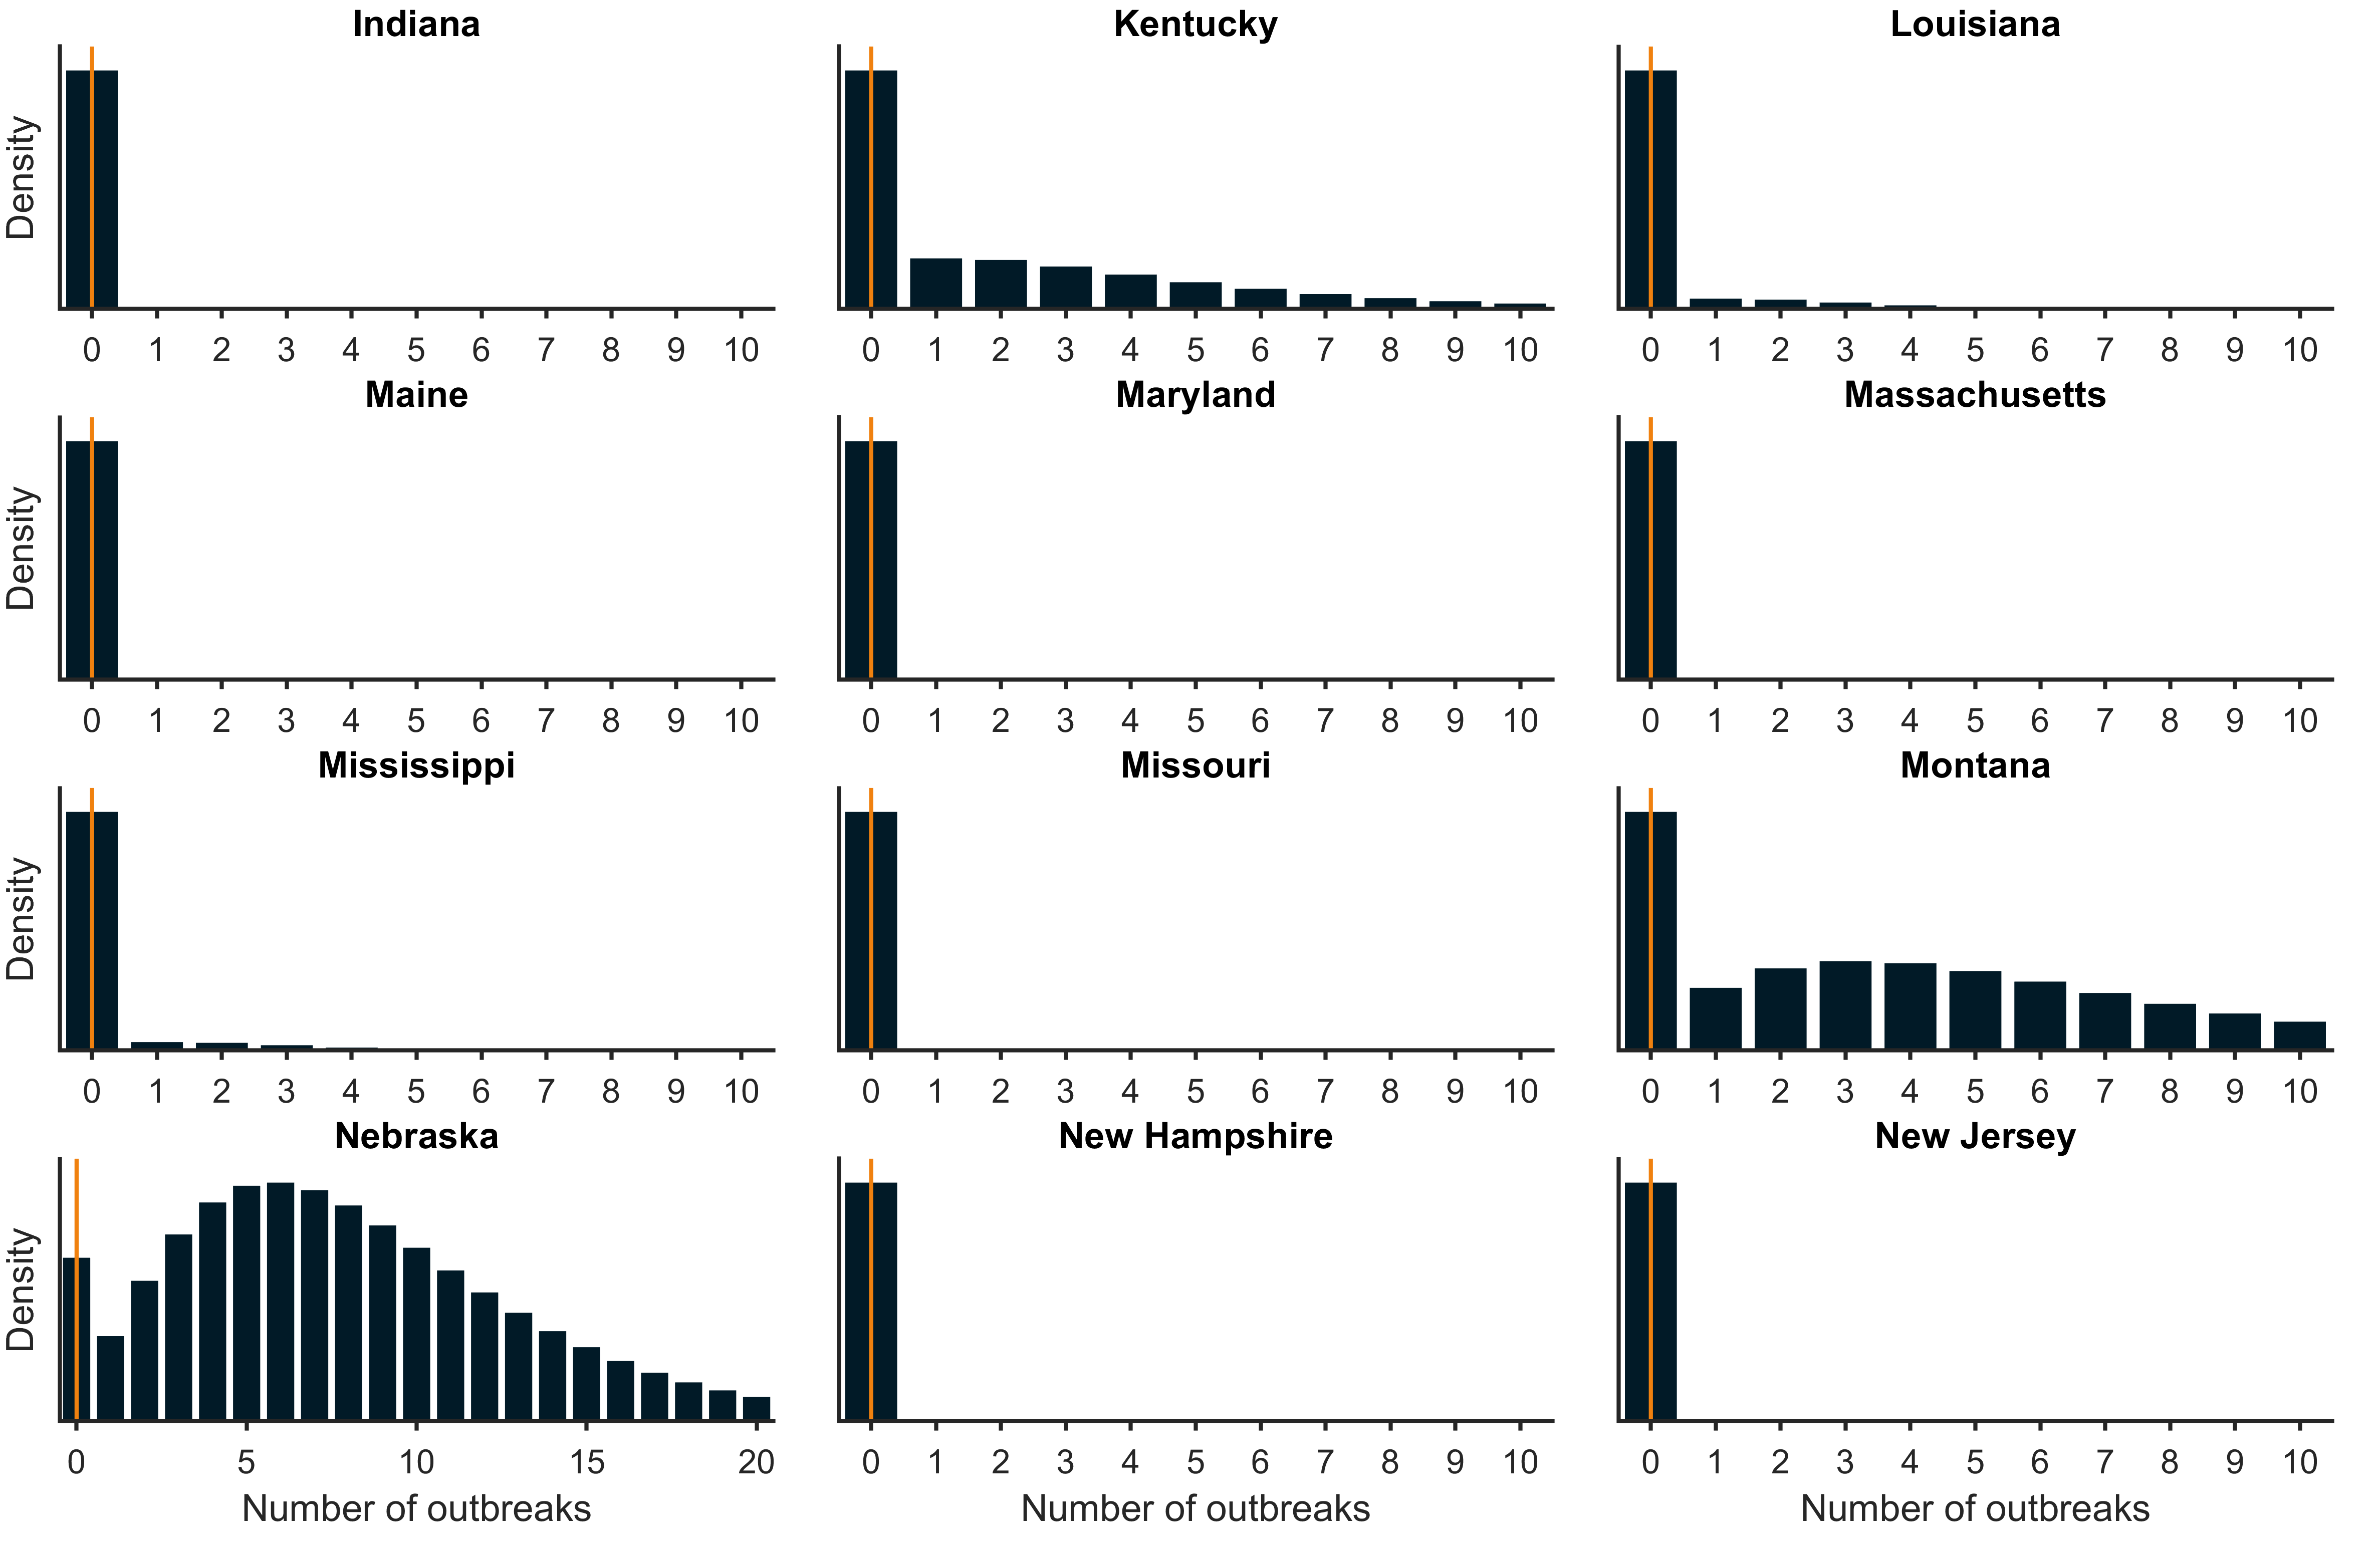 Indiana Kentucky Louisiana
Density
0 1 2 3 4 5 6 7 8 9 10 0 1 2 3 4 5 6 7 8 9 10 0 1 2 3 4 5 6 7 8 9 10
Maine Maryland Massachusetts
Density
0 1 2 3 4 5 6 7 8 9 10 0 1 2 3 4 5 6 7 8 9 10 0 1 2 3 4 5 6 7 8 9 10
Mississippi Missouri Montana
Density
0 1 2 3 4 5 6 7 8 9 10 0 1 2 3 4 5 6 7 8 9 10 0 1 2 3 4 5 6 7 8 9 10
Nebraska New Hampshire New Jersey
Density
0 5 10 15 20 0 1 2 3 4 5 6 7 8 9 10 0 1 2 3 4 5 6 7 8 9 10
Number of outbreaks Number of outbreaks Number of outbreaks